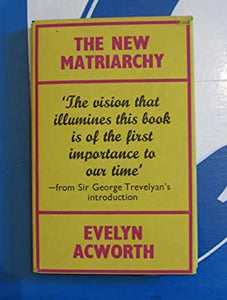 THE NEW
MATRIARCHY
'The vision that
illumines this book
is of the first
importance to
our time'
—from Sir George Trevelyan's
introduction
EVELYN
ACWORTH